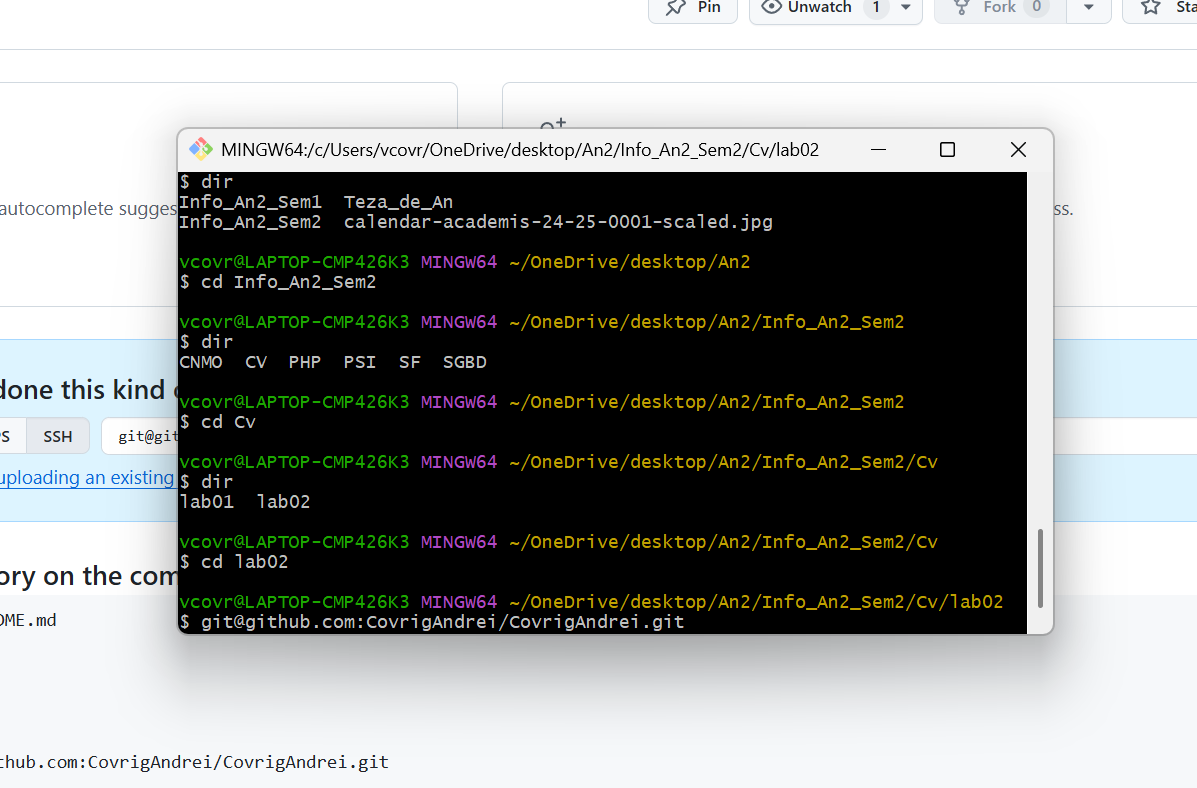 Pin
Unwatch 1
Fork 0
MINGW64:/c/Users/vcovr/OneDrive/desktop/An2/Info_An2_Sem2/Cv/lab02
$ dir
Info_An2_Sem1  Teza_de_An
Info_An2_Sem2  calendar-academis-24-25-0001-scaled.jpg
vcovr@LAPTOP-CMP426K3 MINGW64 ~/OneDrive/desktop/An2
$ cd Info_An2_Sem2
vcovr@LAPTOP-CMP426K3 MINGW64 ~/OneDrive/desktop/An2/Info_An2_Sem2
$ dir
CNMO  CV  PHP  PSI  SF  SGBD
vcovr@LAPTOP-CMP426K3 MINGW64 ~/OneDrive/desktop/An2/Info_An2_Sem2
$ cd Cv
vcovr@LAPTOP-CMP426K3 MINGW64 ~/OneDrive/desktop/An2/Info_An2_Sem2/Cv
$ dir
lab01  lab02
vcovr@LAPTOP-CMP426K3 MINGW64 ~/OneDrive/desktop/An2/Info_An2_Sem2/Cv
$ cd lab02
vcovr@LAPTOP-CMP426K3 MINGW64 ~/OneDrive/desktop/An2/Info_An2_Sem2/Cv/lab02
$ git@github.com:CovrigAndrei/CovrigAndrei.git
autocomplete sugges
ss.
done this kind
SSH git@git
uploading an existing
ory on the com
OME.md
thub.com:CovrigAndrei/CovrigAndrei.git